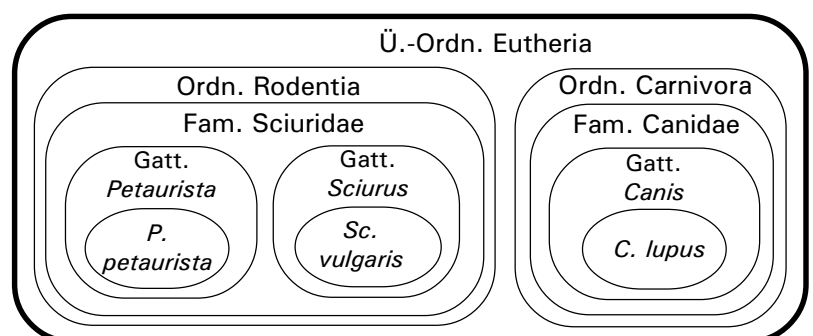 Ü.-Ordn. Eutheria
Ordn. Rodentia
Fam. Sciuridae
Gatt.
Petaurista
P.
petaurista
Gatt.
Sciurus
Sc.
vulgaris
Ordn. Carnivora
Fam. Canidae
Gatt.
Canis
C. lupus